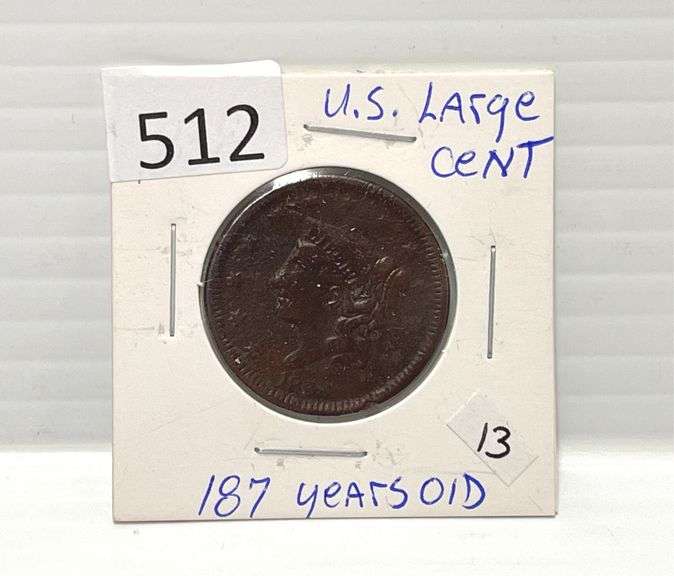 512
U.S. LArge
CeNT
13
187 yeArs OlD